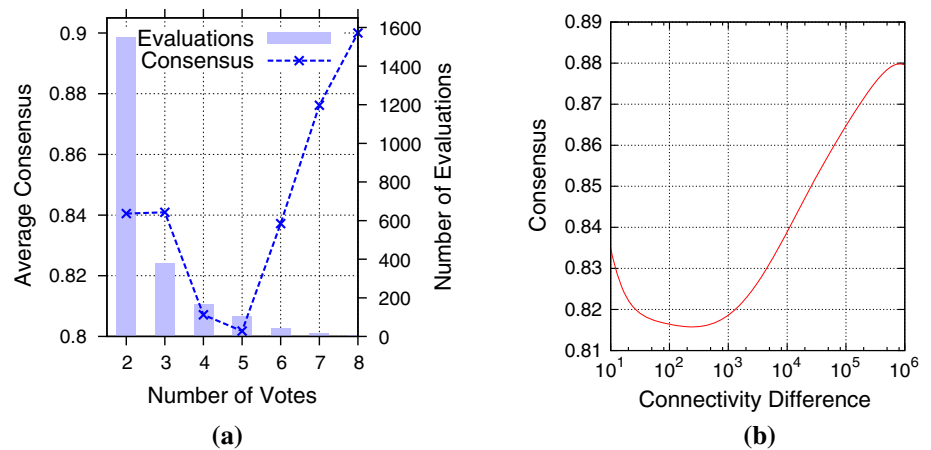 Evaluations
Consensus
Average Consensus
0.9
0.88
0.86
0.84
0.82
0.8
1600
1400
1200
1000
800
600
400
200
0
Number of Evaluations
2 3 4 5 6 7 8
Number of Votes
(a)
Consensus
0.89
0.88
0.87
0.86
0.85
0.84
0.83
0.82
0.81
10^1 10^2 10^3 10^4 10^5 10^6
Connectivity Difference
(b)